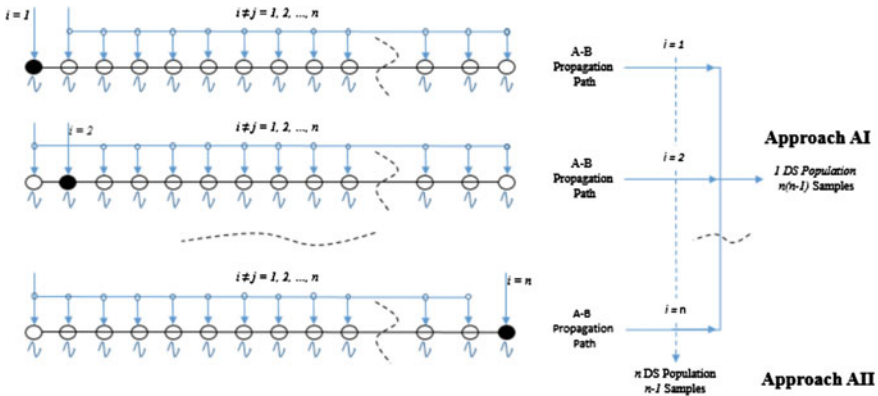 i = 1
i ≠ j = 1, 2, ..., n
A-B
Propagation
Path
i = 1
i = 2
i ≠ j = 1, 2, ..., n
A-B
Propagation
Path
i = 2
Approach AI
1 DS Population
n(n-1) Samples
i ≠ j = 1, 2, ..., n
i = n
A-B
Propagation
Path
i = n
n DS Population
n-1 Samples
Approach AII